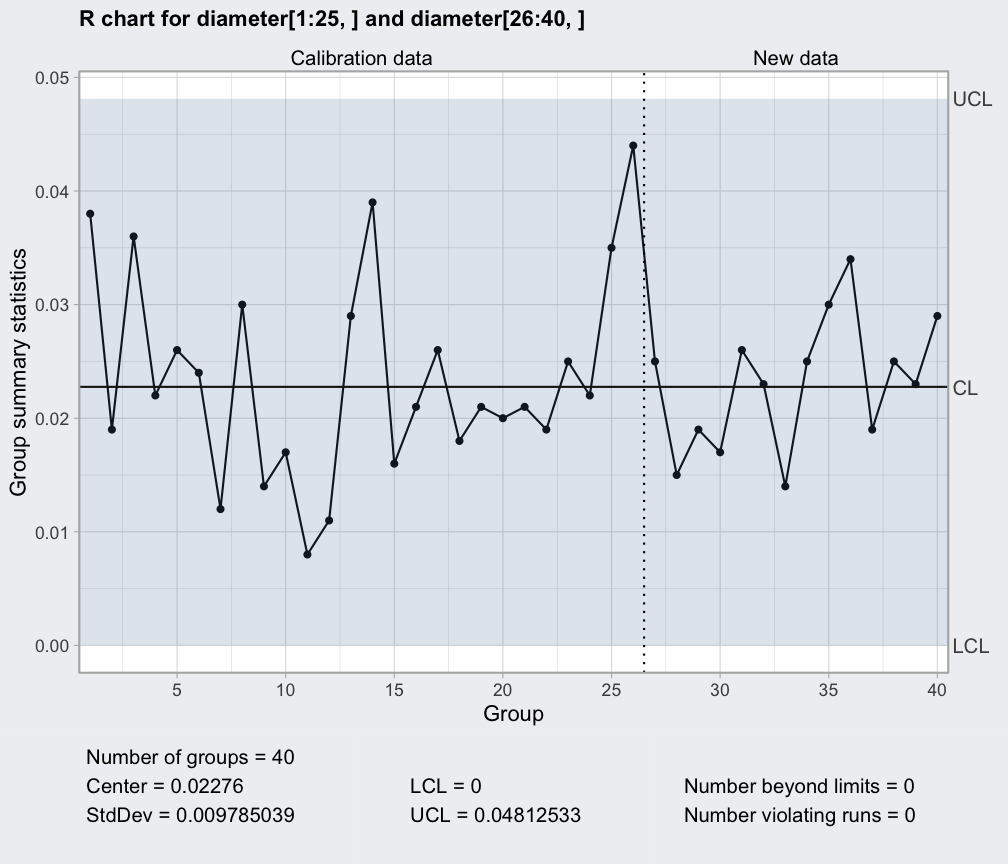 R chart for diameter[1:25, ] and diameter[26:40, ]
Calibration data
New data
0.05
0.04
0.03
0.02
0.01
0.00
Group summary statistics
UCL
CL
LCL
5 10 15 20 25 30 35 40
Group
Number of groups = 40
Center = 0.02276
StdDev = 0.009785039
LCL = 0
UCL = 0.04812533
Number beyond limits = 0
Number violating runs = 0